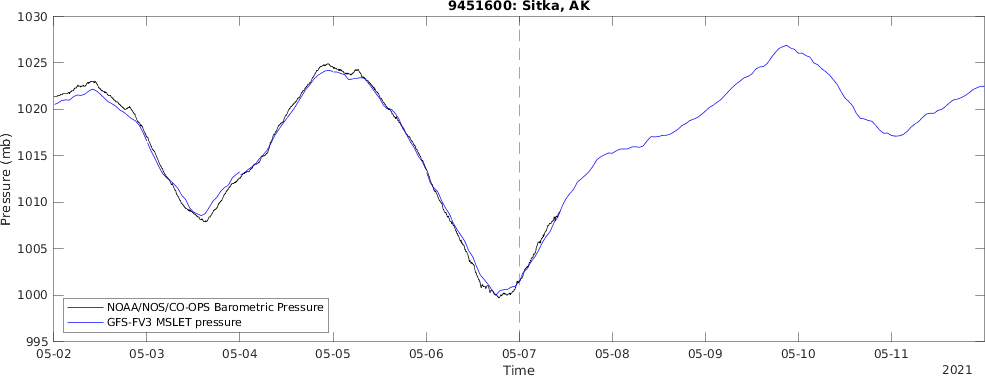 9451600: Sitka, AK
1030
1025
1020
1015
1010
1005
1000
995
Pressure (mb)
NOAA/NOS/CO-OPS Barometric Pressure
GFS-FV3 MSLET pressure
05-02 05-03 05-04 05-05 05-06 05-07 05-08 05-09 05-10 05-11
Time
2021